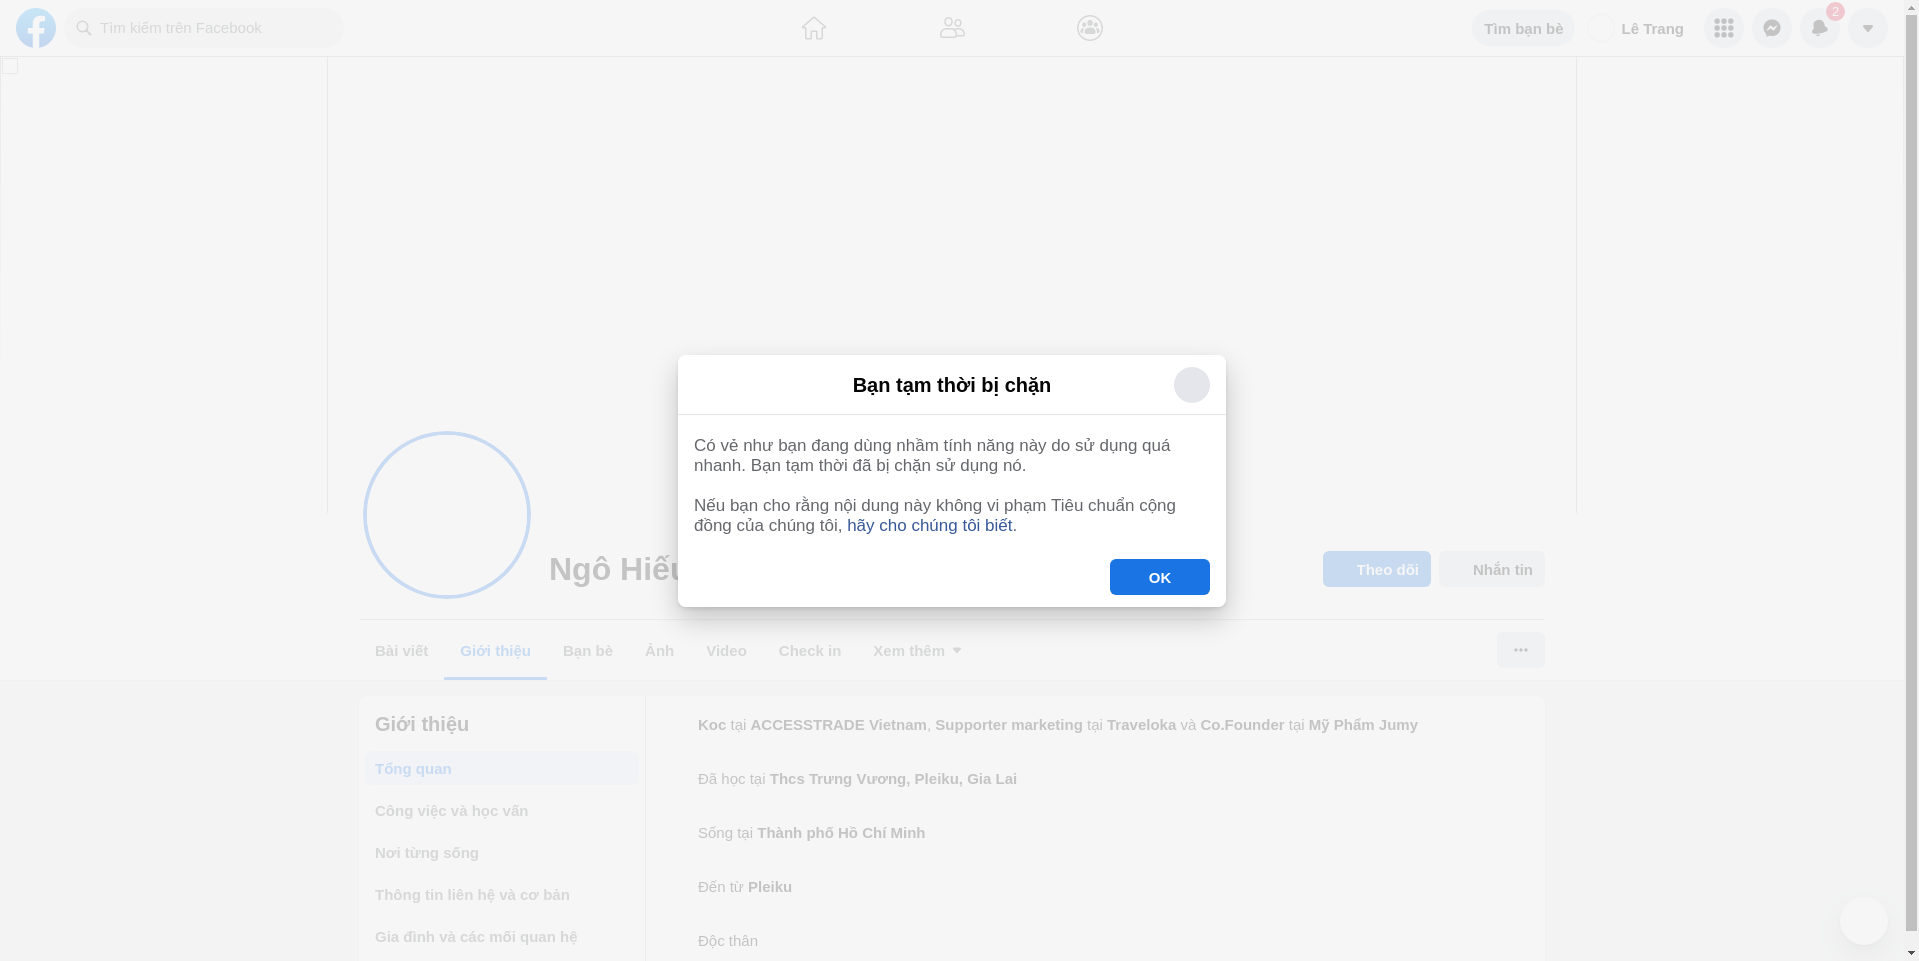 Tìm kiếm trên Facebook
Tìm bạn bè
Lê Trang
2
Bạn tạm thời bị chặn
Có vẻ như bạn đang dùng nhầm tính năng này do sử dụng quá
nhanh. Bạn tạm thời đã bị chặn sử dụng nó.
Nếu bạn cho rằng nội dung này không vi phạm Tiêu chuẩn cộng
đồng của chúng tôi, hãy cho chúng tôi biết.
OK
Ngô Hiếu
Theo dõi
Nhắn tin
Bài viết
Giới thiệu
Bạn bè
Ảnh
Video
Check in
Xem thêm
Giới thiệu
Tổng quan
Công việc và học vấn
Nơi từng sống
Thông tin liên hệ và cơ bản
Gia đình và các mối quan hệ
Koc tại ACCESSTRADE Vietnam, Supporter marketing tại Traveloka và Co.Founder tại Mỹ Phẩm Jumy
Đã học tại Thcs Trưng Vương, Pleiku, Gia Lai
Sống tại Thành phố Hồ Chí Minh
Đến từ Pleiku
Độc thân